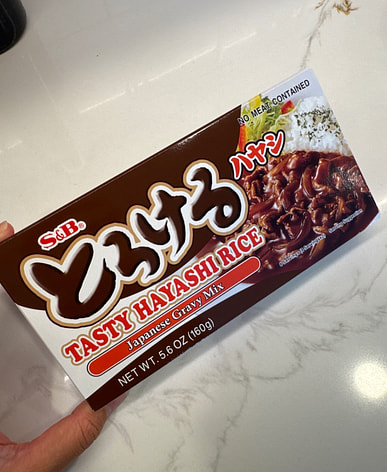 NO MEAT CONTAINED
S&B®
とろける
ハヤシ
TASTY HAYASHI RICE
Japanese Gravy Mix
NET WT. 5.6 OZ (160g)